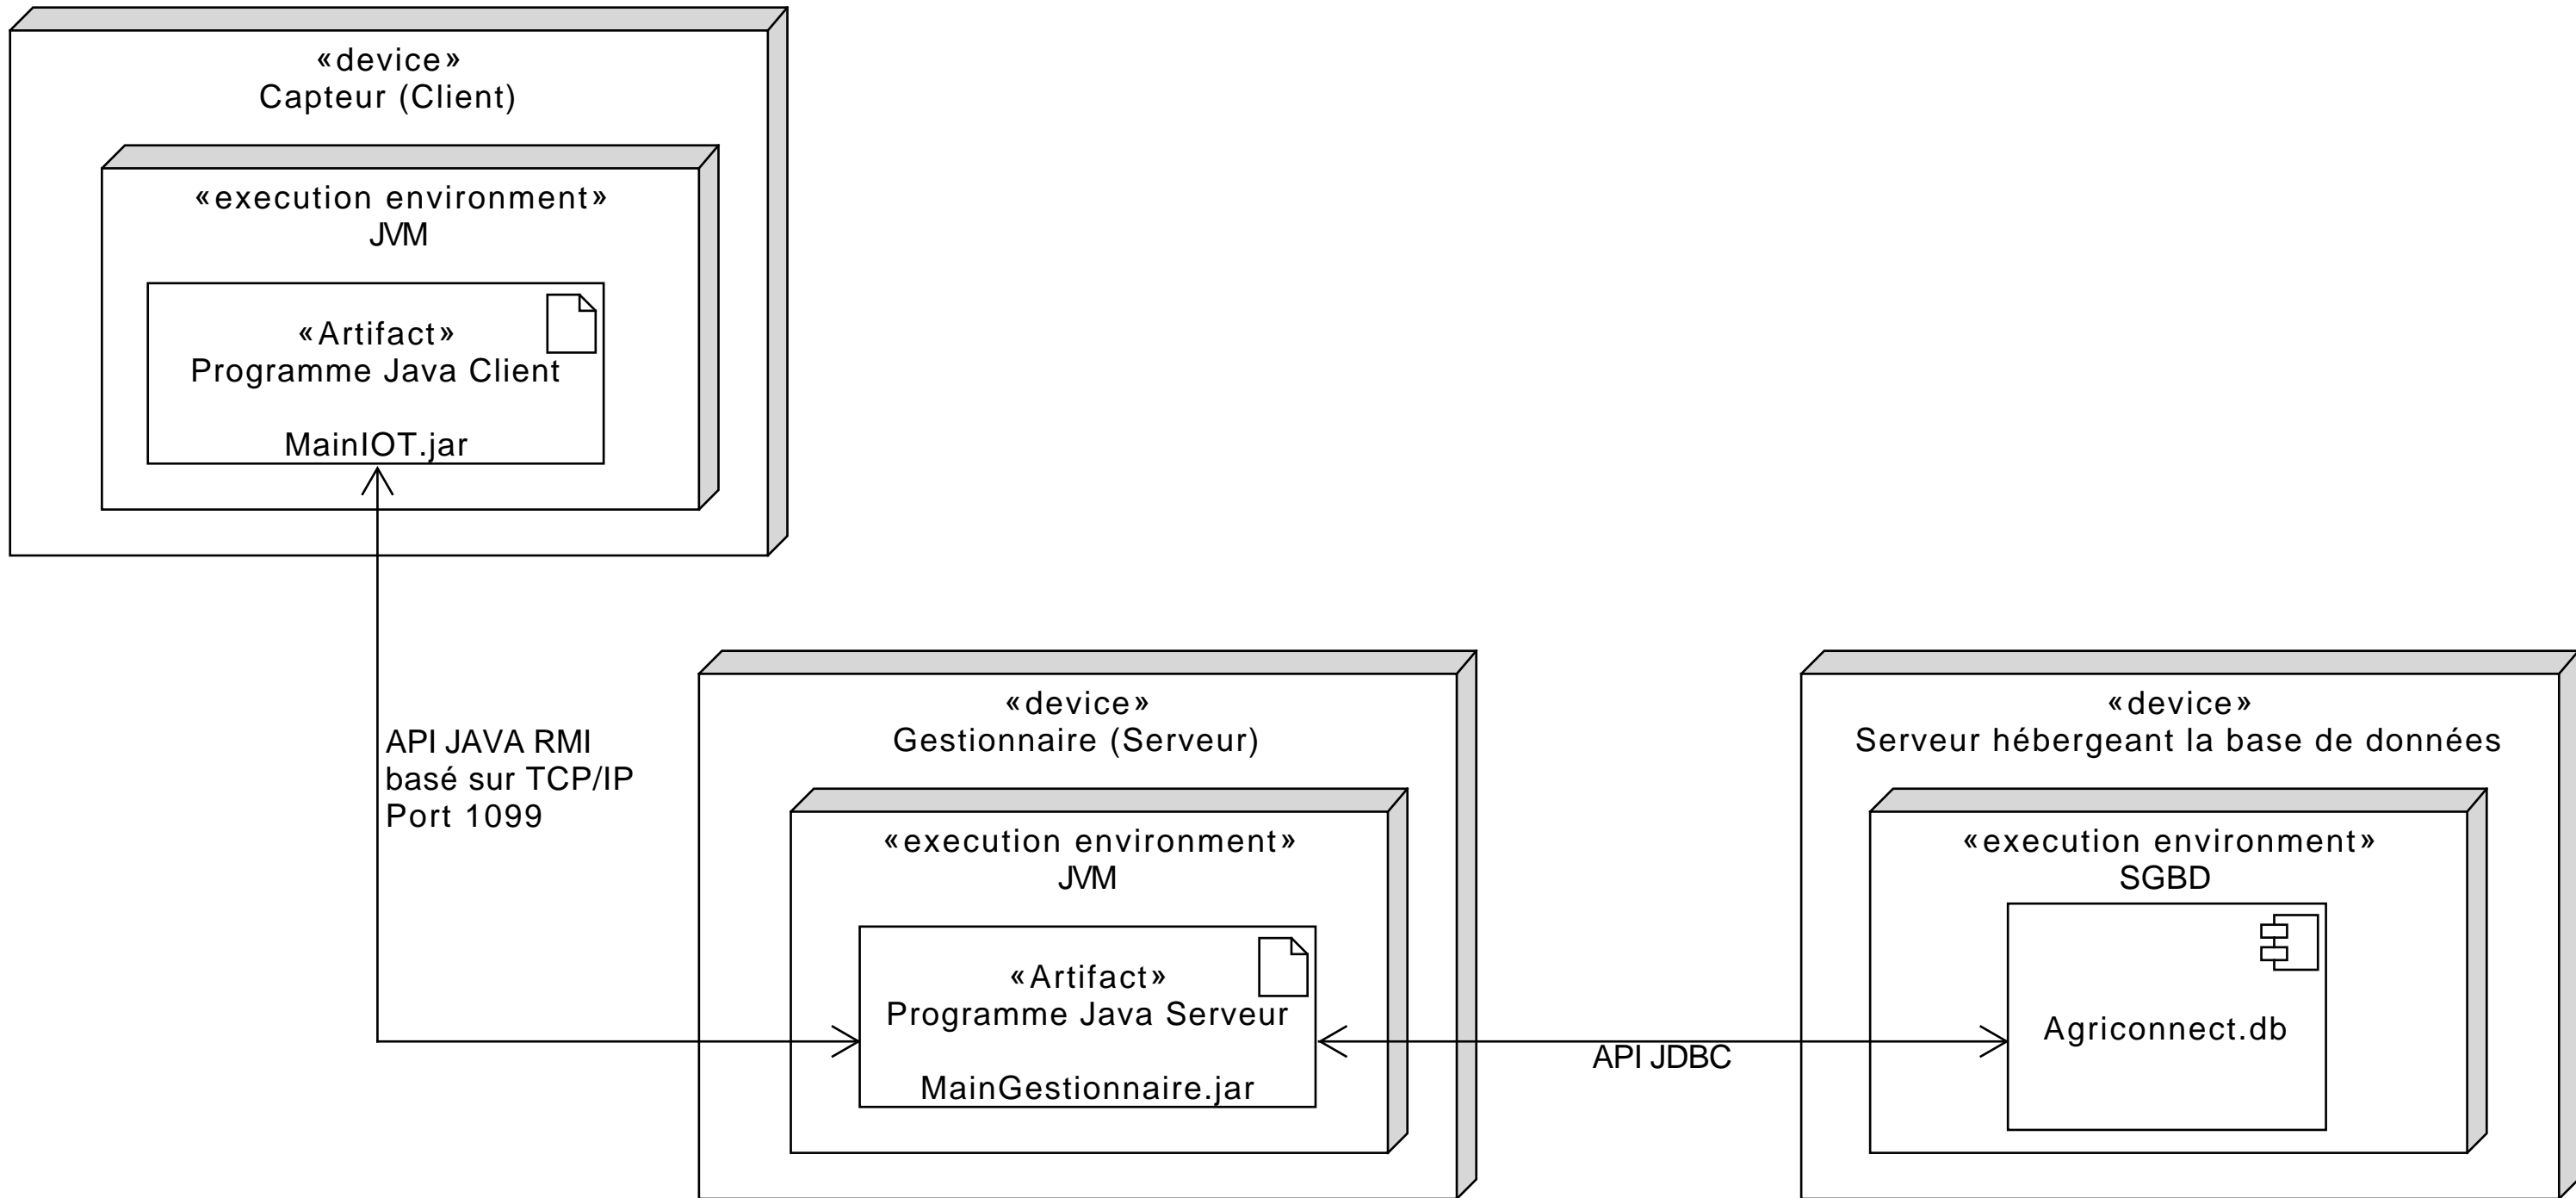 «device»
Capteur (Client)
«execution environment»
JVM
«Artifact»
Programme Java Client
MainIOT.jar
API JAVA RMI
basé sur TCP/IP
Port 1099
«device»
Gestionnaire (Serveur)
«execution environment»
JVM
«Artifact»
Programme Java Serveur
MainGestionnaire.jar
API JDBC
«device»
Serveur hébergeant la base de données
«execution environment»
SGBD
Agriconnect.db